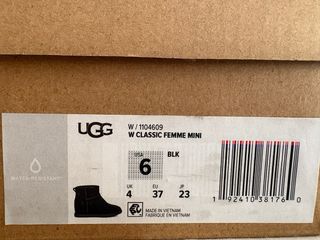 UGG
W / 1104609
W CLASSIC FEMME MINI
USA
6
BLK
UK EU JP
4 37 23
WATER-RESISTANT
MADE IN VIETNAM
FABRIQUÉ EN VIETNAM
1 92410 38176 0